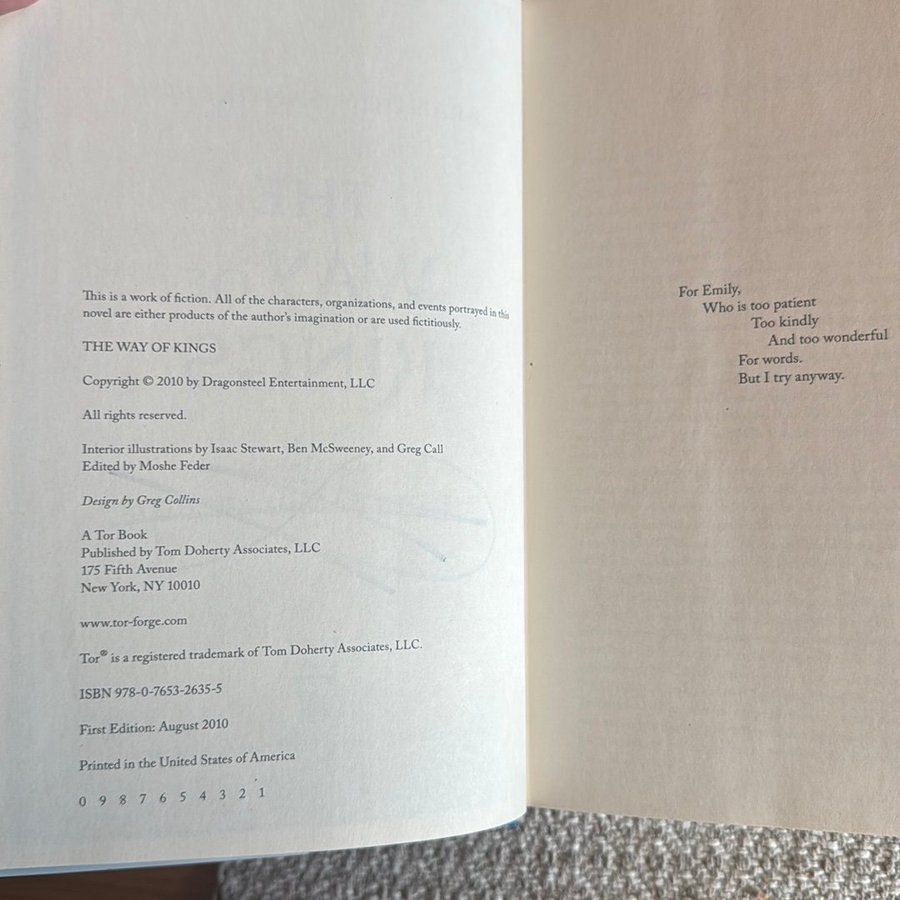 This is a work of fiction. All of the characters, organizations, and events portrayed in this
novel are either products of the author's imagination or are used fictitiously.
THE WAY OF KINGS
Copyright © 2010 by Dragonsteel Entertainment, LLC
All rights reserved.
Interior illustrations by Isaac Stewart, Ben McSweeney, and Greg Call
Edited by Moshe Feder
Design by Greg Collins
A Tor Book
Published by Tom Doherty Associates, LLC
175 Fifth Avenue
New York, NY 10010
www.tor-forge.com
Tor® is a registered trademark of Tom Doherty Associates, LLC.
ISBN 978-0-7653-2635-5
First Edition: August 2010
Printed in the United States of America
0 9 8 7 6 5 4 3 2 1
For Emily,
Who is too patient
Too kindly
And too wonderful
For words.
But I try anyway.